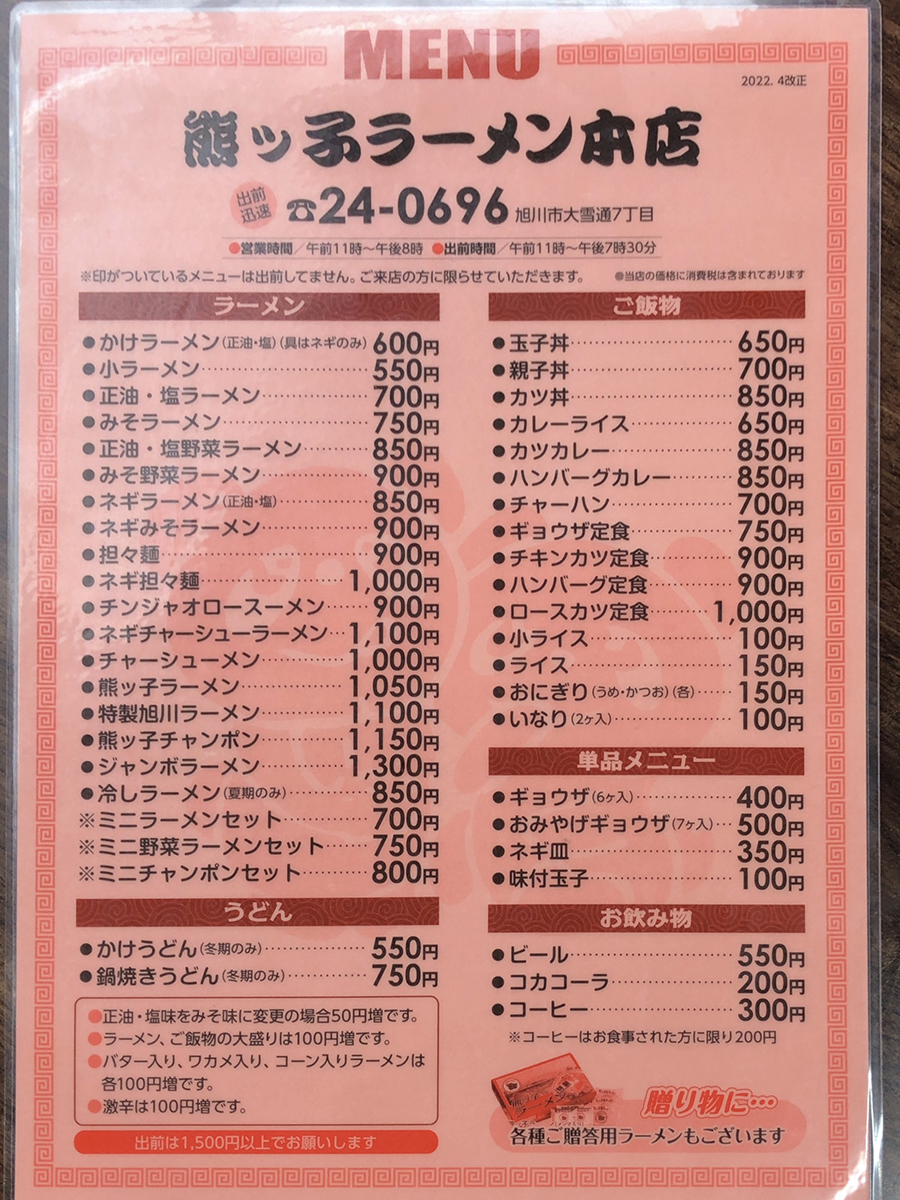 MENU
2022. 4改正
熊ッ子ラーメン本店
出前迅速 ☎24-0696 旭川市大雪通7丁目
●営業時間／午前11時～午後8時 ●出前時間／午前11時～午後7時30分
※印がついているメニューは出前してません。ご来店の方に限らせていただきます。 ●当店の価格に消費税は含まれております
ラーメン
●かけラーメン(正油・塩)(具はネギのみ) 600円
●小ラーメン 550円
●正油・塩ラーメン 700円
●みそラーメン 750円
●正油・塩野菜ラーメン 850円
●みそ野菜ラーメン 900円
●ネギラーメン(正油・塩) 850円
●ネギみそラーメン 900円
●担々麺 900円
●ネギ担々麺 1,000円
●チンジャオロースーメン 900円
●ネギチャーシューラーメン 1,100円
●チャーシューメン 1,000円
●熊ッ子ラーメン 1,050円
●特製旭川ラーメン 1,100円
●熊ッ子チャンポン 1,150円
●ジャンボラーメン 1,300円
●冷しラーメン(夏期のみ) 850円
※ミニラーメンセット 700円
※ミニ野菜ラーメンセット 750円
※ミニチャンポンセット 800円
うどん
●かけうどん(冬期のみ) 550円
●鍋焼きうどん(冬期のみ) 750円
●正油・塩味をみそ味に変更の場合50円増です。
●ラーメン、ご飯物の大盛りは100円増です。
●バター入り、ワカメ入り、コーン入りラーメンは
各100円増です。
●激辛は100円増です。
出前は1,500円以上でお願いします
ご飯物
●玉子丼 650円
●親子丼 700円
●カツ丼 850円
●カレーライス 650円
●カツカレー 850円
●ハンバーグカレー 850円
●チャーハン 700円
●ギョウザ定食 750円
●チキンカツ定食 900円
●ハンバーグ定食 900円
●ロースカツ定食 1,000円
●小ライス 100円
●ライス 150円
●おにぎり(うめ・かつお)(各) 150円
●いなり(2ヶ入) 100円
単品メニュー
●ギョウザ(6ヶ入) 400円
●おみやげギョウザ(7ヶ入) 500円
●ネギ皿 350円
●味付玉子 100円
お飲み物
●ビール 550円
●コカコーラ 200円
●コーヒー 300円
※コーヒーはお食事された方に限り200円
贈り物に…
各種ご贈答用ラーメンもございます